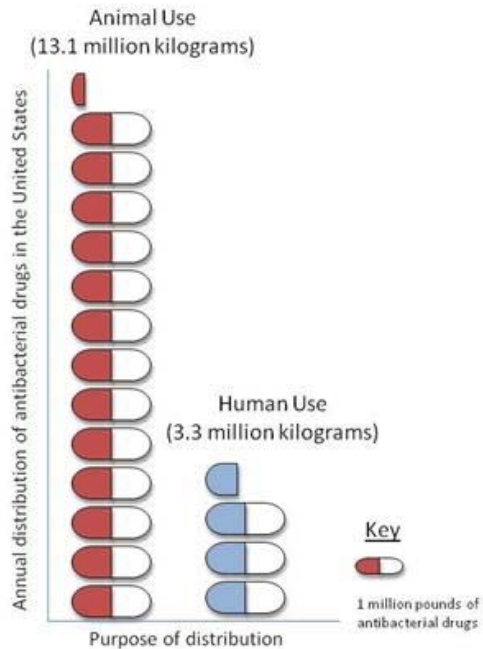 Animal Use
(13.1 million kilograms)
Annual distribution of antibacterial drugs in the United States
Human Use
(3.3 million kilograms)
Key
1 million pounds of
antibacterial drugs
Purpose of distribution